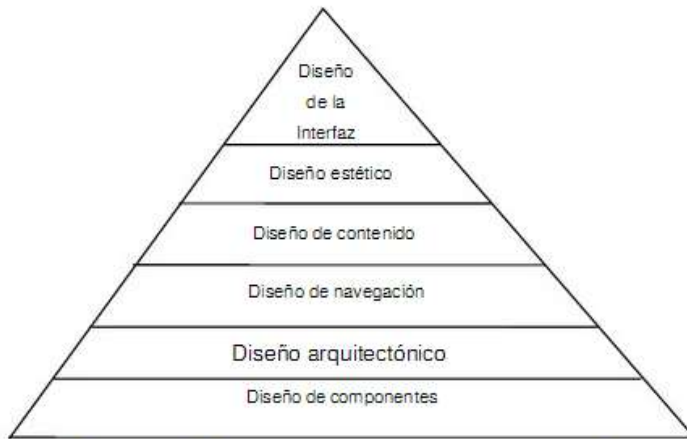 Diseño
de la
Interfaz
Diseño estético
Diseño de contenido
Diseño de navegación
Diseño arquitectónico
Diseño de componentes